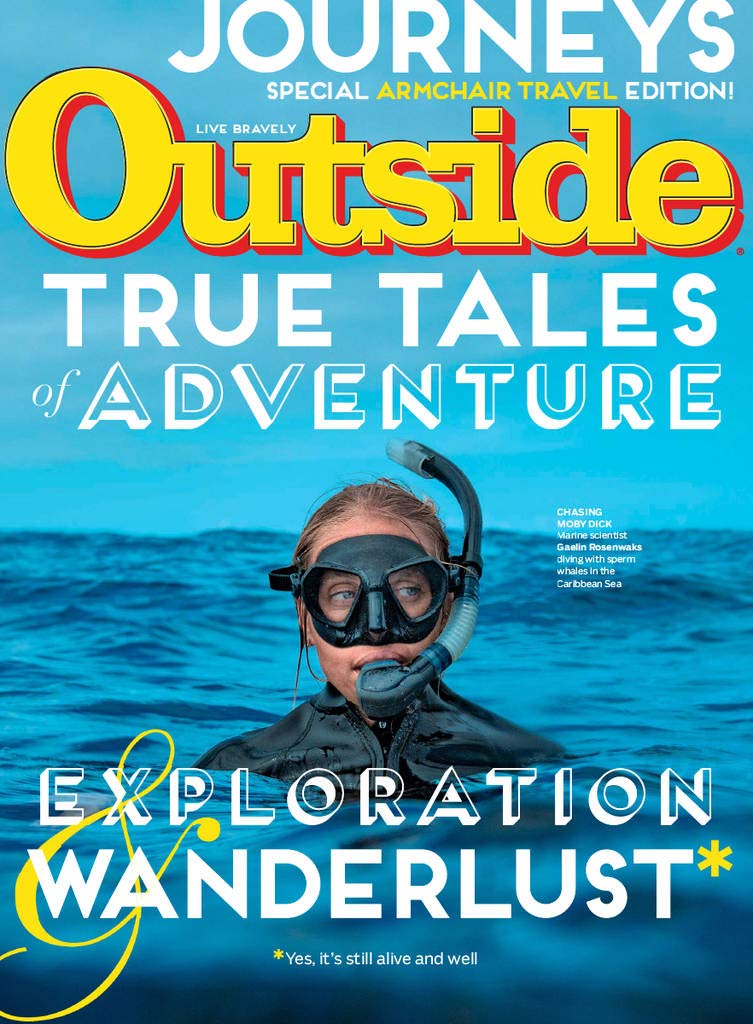 JOURNEYS
SPECIAL ARMCHAIR TRAVEL EDITION!
LIVE BRAVELY
Outside®
TRUE TALES
of ADVENTURE
CHASING
MOBY DICK
Marine scientist
Gaelin Rosenwaks
diving with sperm
whales in the
Caribbean Sea
& EXPLORATION
WANDERLUST*
*Yes, it's still alive and well